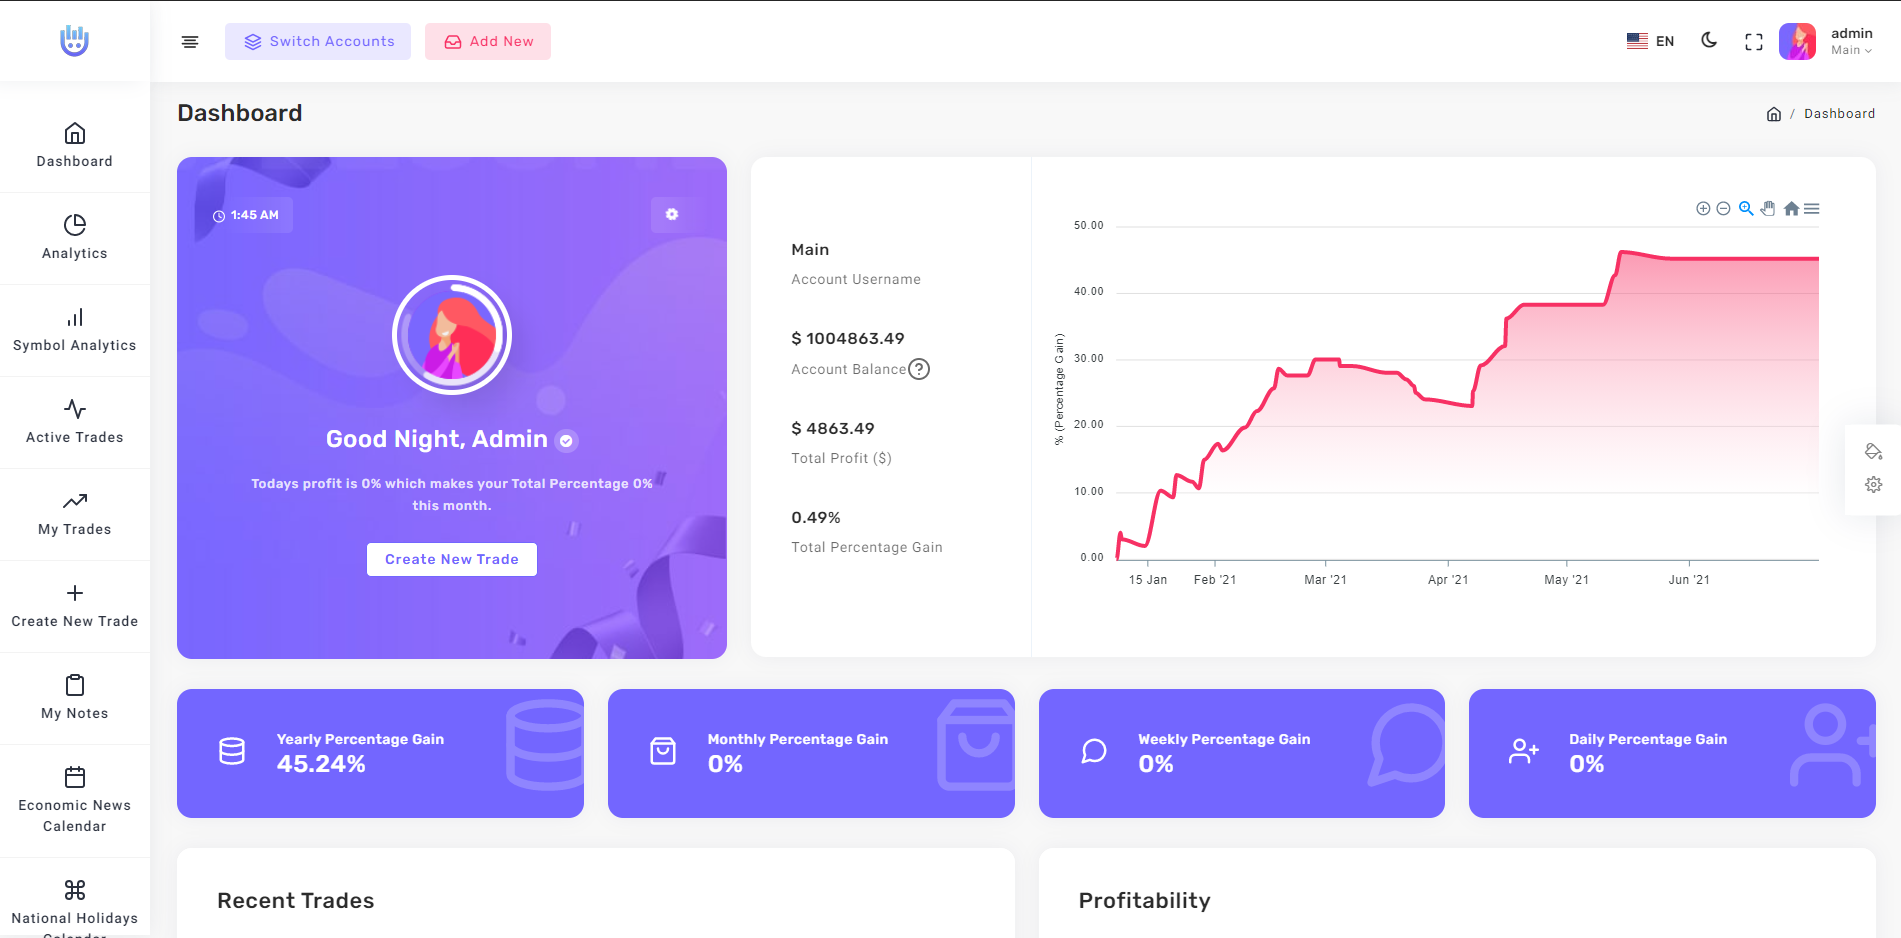 Switch Accounts
Add New
EN
admin
Main
Dashboard
/ Dashboard
Dashboard
Analytics
Symbol Analytics
Active Trades
My Trades
Create New Trade
My Notes
Economic News
Calendar
National Holidays
Calendar
1:45 AM
Good Night, Admin
Todays profit is 0% which makes your Total Percentage 0%
this month.
Create New Trade
Main
Account Username
$ 1004863.49
Account Balance ?
$ 4863.49
Total Profit ($)
0.49%
Total Percentage Gain
% (Percentage Gain)
50.00
40.00
30.00
20.00
10.00
0.00
15 Jan
Feb '21
Mar '21
Apr '21
May '21
Jun '21
Yearly Percentage Gain
45.24%
Monthly Percentage Gain
0%
Weekly Percentage Gain
0%
Daily Percentage Gain
0%
Recent Trades
Profitability